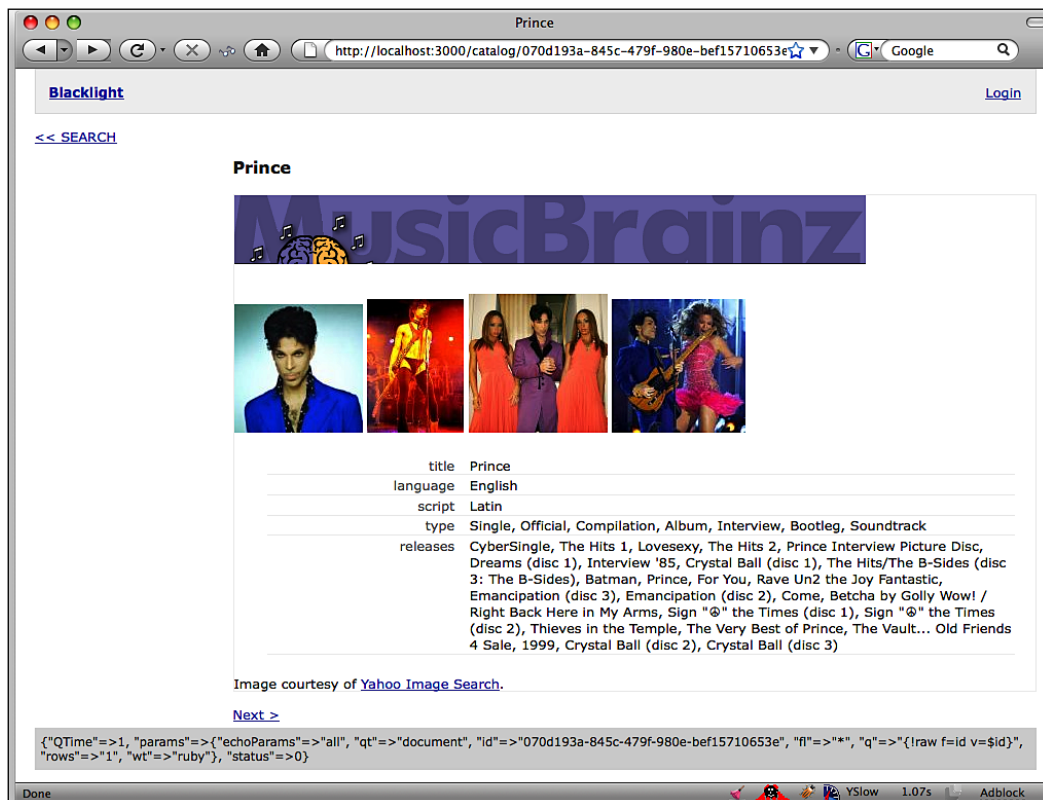 Prince
http://localhost:3000/catalog/070d193a-845c-479f-980e-bef15710653e
Google
Blacklight
Login
<< SEARCH
Prince
MusicBrainz
title Prince
language English
script Latin
type Single, Official, Compilation, Album, Interview, Bootleg, Soundtrack
releases CyberSingle, The Hits 1, Lovesexy, The Hits 2, Prince Interview Picture Disc,
Dreams (disc 1), Interview '85, Crystal Ball (disc 1), The Hits/The B-Sides (disc
3: The B-Sides), Batman, Prince, For You, Rave Un2 the Joy Fantastic,
Emancipation (disc 3), Emancipation (disc 2), Come, Betcha by Golly Wow! /
Right Back Here in My Arms, Sign "☮" the Times (disc 1), Sign "☮" the Times
(disc 2), Thieves in the Temple, The Very Best of Prince, The Vault... Old Friends
4 Sale, 1999, Crystal Ball (disc 2), Crystal Ball (disc 3)
Image courtesy of Yahoo Image Search.
Next >
{"QTime"=>1, "params"=>{"echoParams"=>"all", "qt"=>"document", "id"=>"070d193a-845c-479f-980e-bef15710653e", "fl"=>"*", "q"=>"{!raw f=id v=$id}",
"rows"=>"1", "wt"=>"ruby"}, "status"=>0}
Done
YSlow 1.07s Adblock